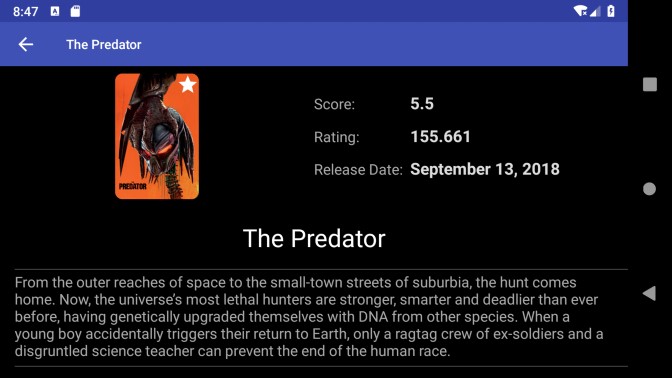 8:47
The Predator
PREDATOR
Score: 5.5
Rating: 155.661
Release Date: September 13, 2018
The Predator
From the outer reaches of space to the small-town streets of suburbia, the hunt comes
home. Now, the universe’s most lethal hunters are stronger, smarter and deadlier than ever
before, having genetically upgraded themselves with DNA from other species. When a
young boy accidentally triggers their return to Earth, only a ragtag crew of ex-soldiers and a
disgruntled science teacher can prevent the end of the human race.